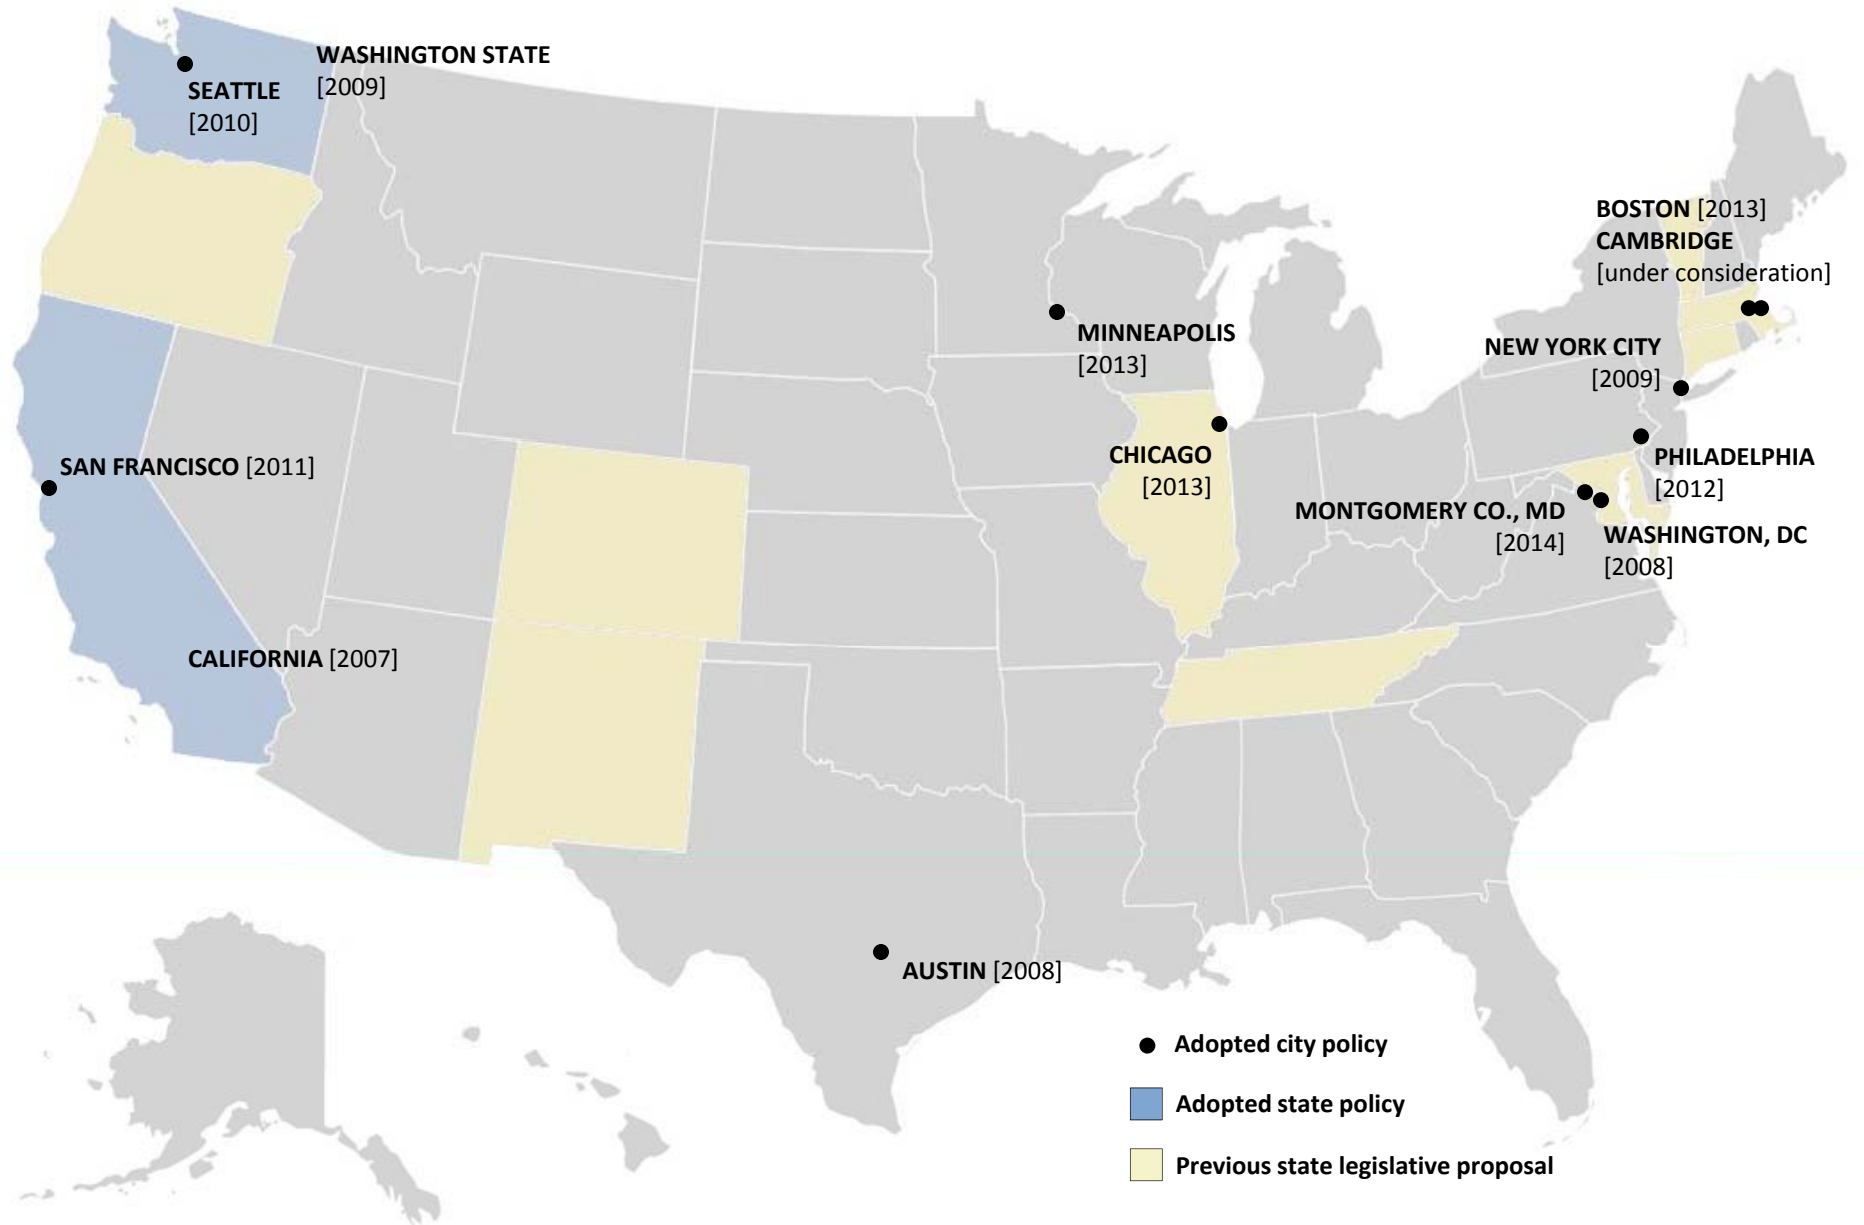 WASHINGTON STATE
[2009]
SEATTLE
[2010]
BOSTON [2013]
CAMBRIDGE
[under consideration]
MINNEAPOLIS
[2013]
NEW YORK CITY
[2009]
CHICAGO
[2013]
SAN FRANCISCO [2011]
PHILADELPHIA
[2012]
MONTGOMERY CO., MD
[2014]
WASHINGTON, DC
[2008]
CALIFORNIA [2007]
AUSTIN [2008]
Adopted city policy
Adopted state policy
Previous state legislative proposal